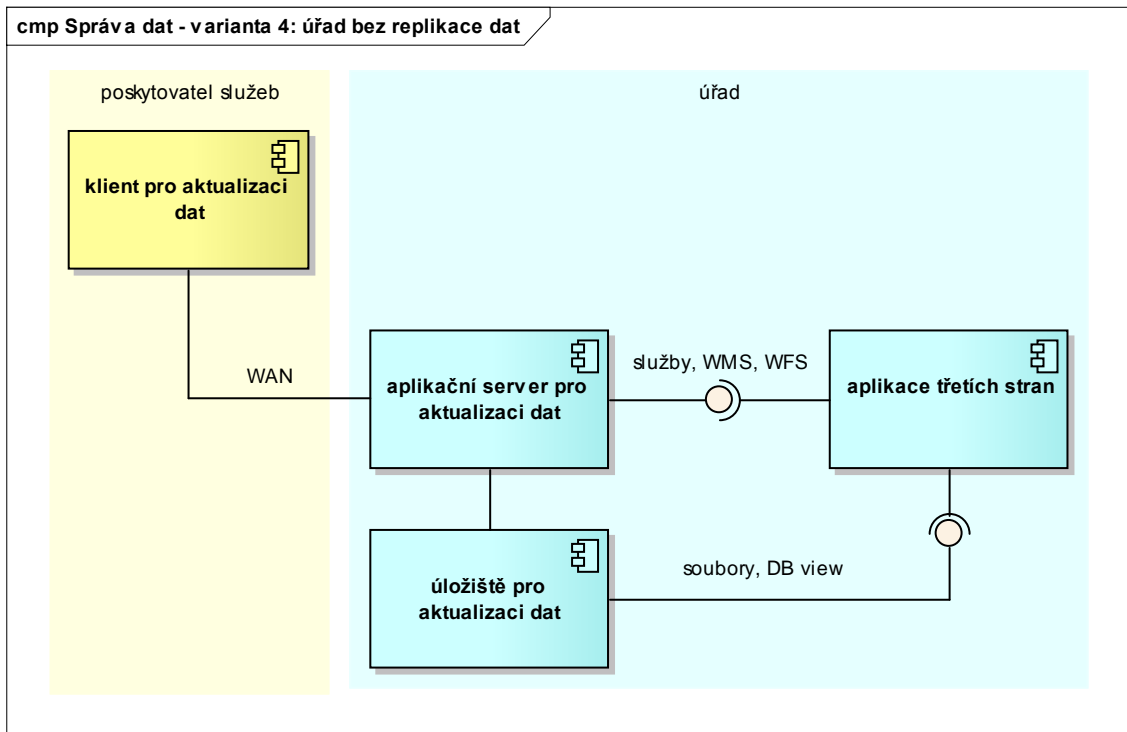 cmp Správa dat - varianta 4: úřad bez replikace dat
poskytovatel služeb
úřad
klient pro aktualizaci
dat
WAN
aplikační server pro
aktualizaci dat
služby, WMS, WFS
aplikace třetích stran
úložiště pro
aktualizaci dat
soubory, DB view